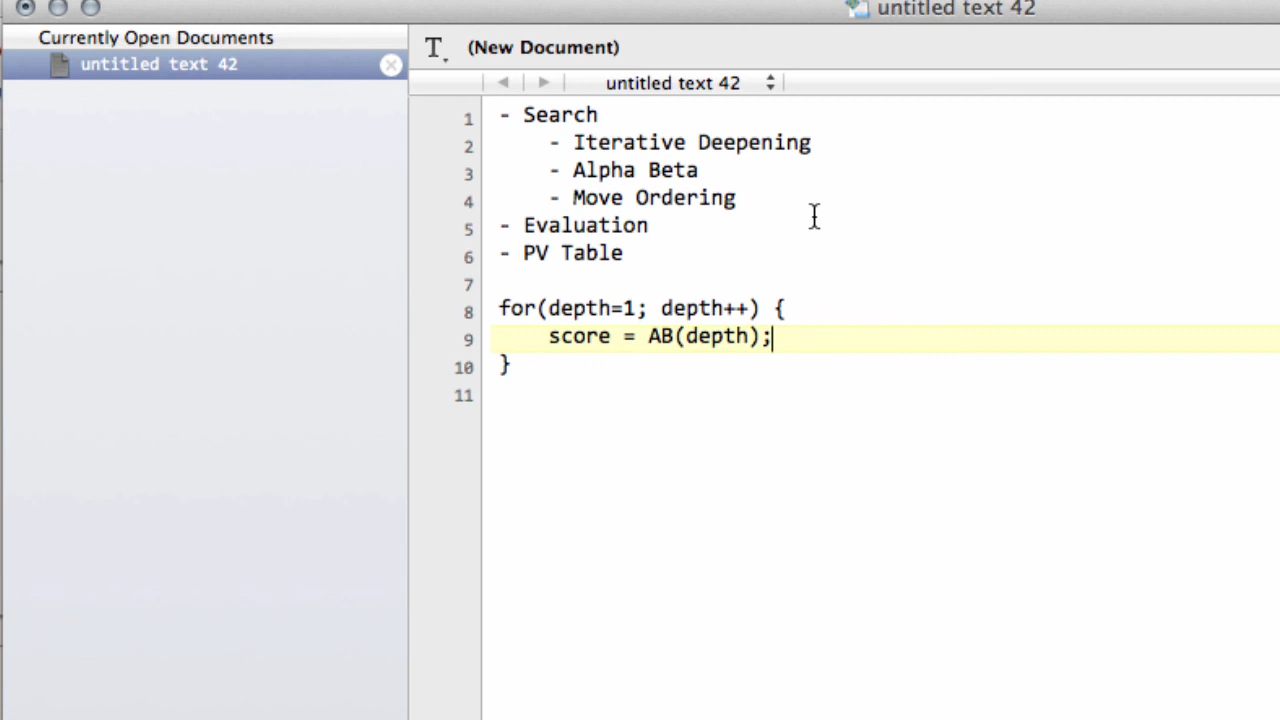 untitled text 42
Currently Open Documents
untitled text 42
T (New Document)
untitled text 42
1 - Search
2 - Iterative Deepening
3 - Alpha Beta
4 - Move Ordering
5 - Evaluation
6 - PV Table
7
8 for(depth=1; depth++) {
9 score = AB(depth);
10 }
11